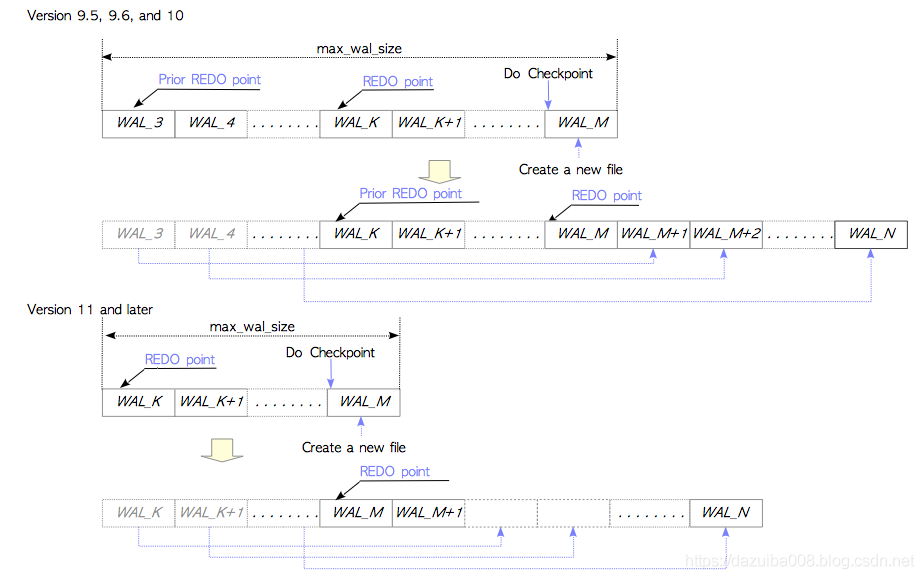 Version 9.5, 9.6, and 10
max_wal_size
Prior REDO point
REDO point
Do Checkpoint
WAL_3 WAL_4 ........ WAL_K WAL_K+1 ........ WAL_M
Create a new file
Prior REDO point
REDO point
WAL_3 WAL_4 ........ WAL_K WAL_K+1 ........ WAL_M WAL_M+1 WAL_M+2 ........ WAL_N
Version 11 and later
max_wal_size
REDO point
Do Checkpoint
WAL_K WAL_K+1 ........ WAL_M
Create a new file
REDO point
WAL_K WAL_K+1 ........ WAL_M WAL_M+1 ........ WAL_N
https://dazuiba008.blog.csdn.net